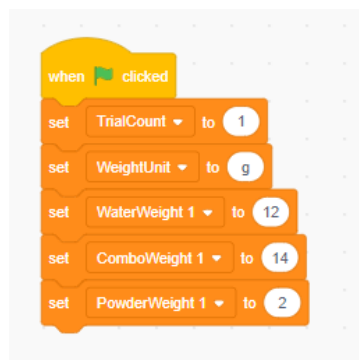 when clicked
set TrialCount to 1
set WeightUnit to g
set WaterWeight 1 to 12
set ComboWeight 1 to 14
set PowderWeight 1 to 2